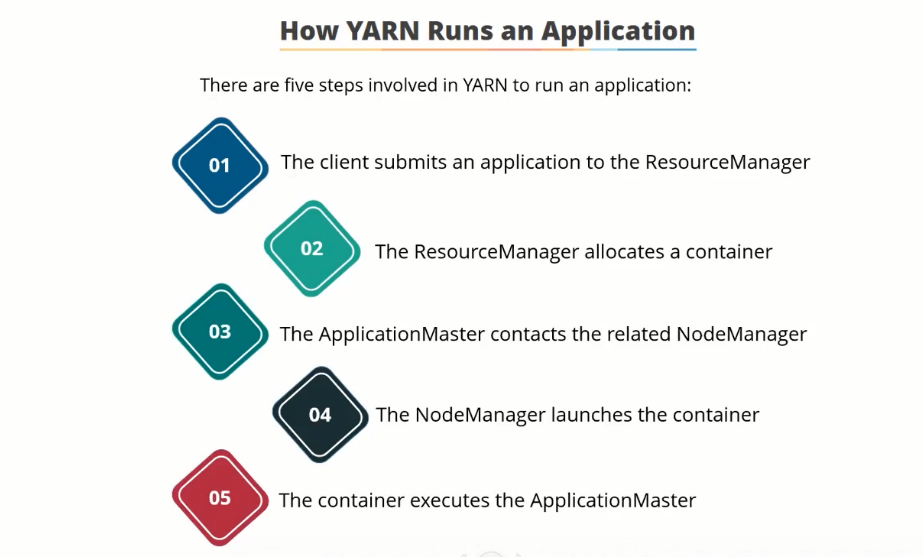 How YARN Runs an Application
There are five steps involved in YARN to run an application:
01
The client submits an application to the ResourceManager
02
The ResourceManager allocates a container
03
The ApplicationMaster contacts the related NodeManager
04
The NodeManager launches the container
05
The container executes the ApplicationMaster